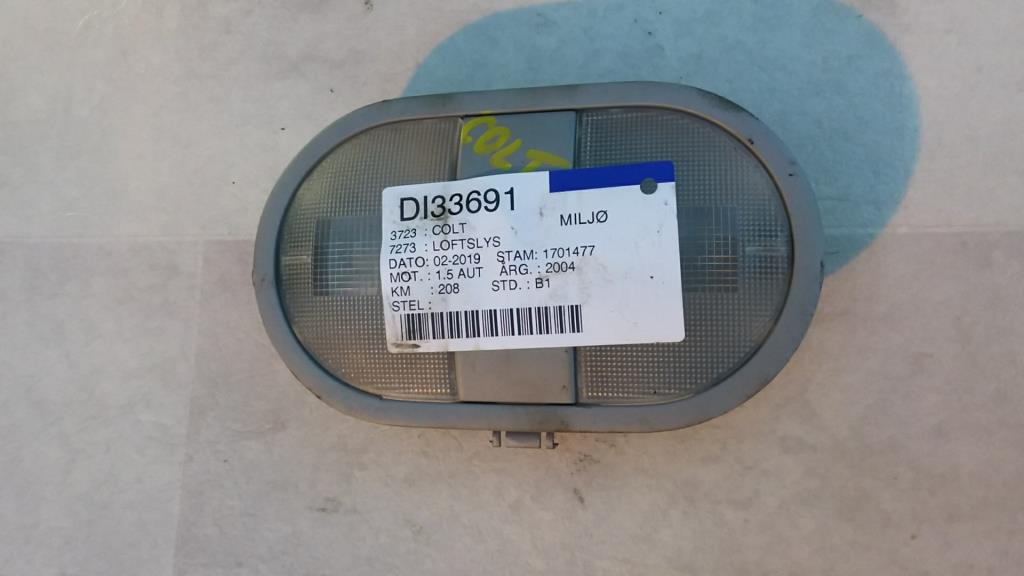 COLT
DI33691
MILJØ
3723 : COLT
7273 : LOFTSLYS
DATO: 02-2019 STAM: 1701477
MOT. : 1.5 AUT ÅRG. : 2004
KM : 208 STD. : B1
STEL :